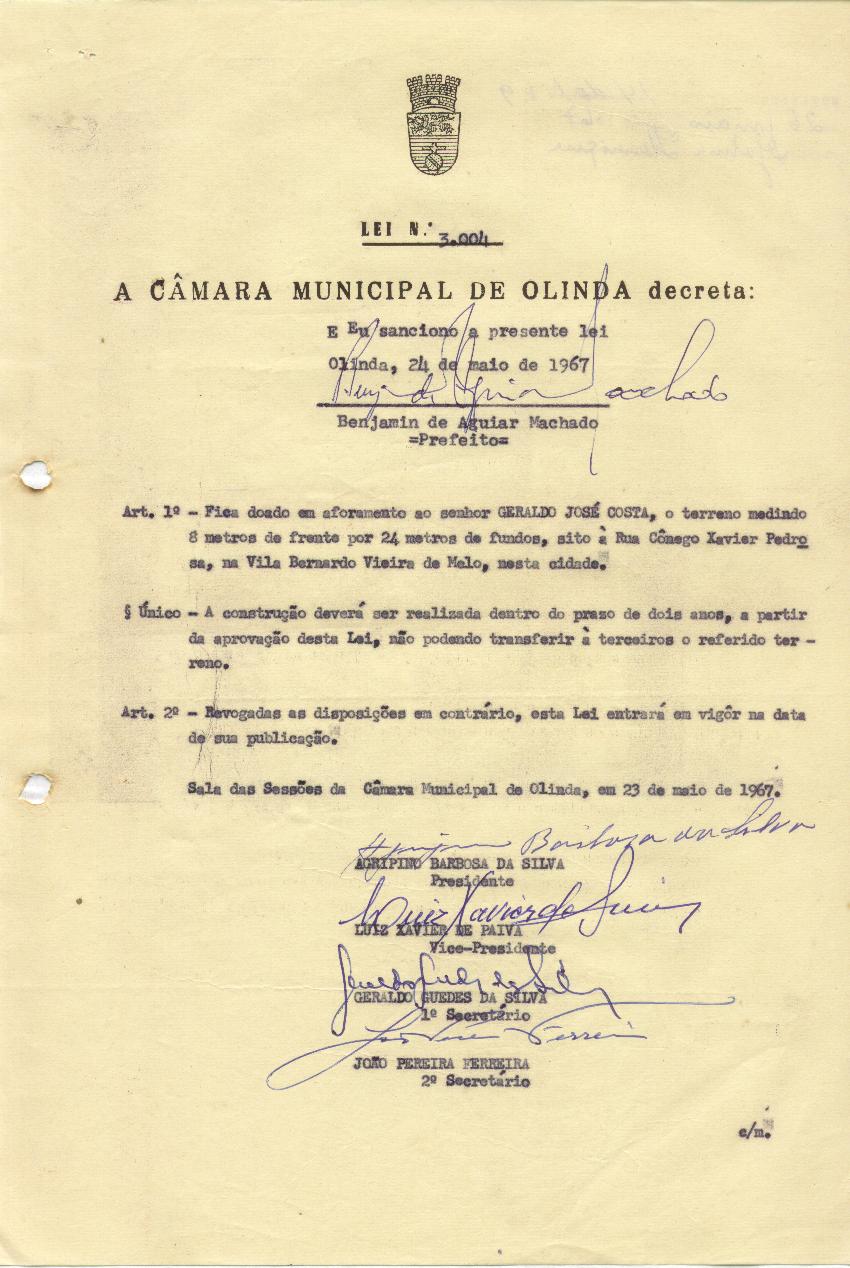 LEI N.º 3.004
A CÂMARA MUNICIPAL DE OLINDA decreta:
E Eu sanciono a presente lei
Olinda, 24 de maio de 1967
Benjamin de Aguiar Machado
Benjamin de Aguiar Machado
=Prefeito=
Art. 1º - Fica doado em aforamento ao senhor GERALDO JOSÉ COSTA, o terreno medindo
8 metros de frente por 24 metros de fundos, sito à Rua Cônego Xavier Pedro
sa, na Vila Bernardo Vieira de Melo, nesta cidade.
§ Único - A construção deverá ser realizada dentro do prazo de dois anos, a partir
da aprovação desta Lei, não podendo transferir à terceiros o referido ter -
reno.
Art. 2º - Revogadas as disposições em contrário, esta Lei entrará em vigôr na data
de sua publicação.
Sala das Sessões da Câmara Municipal de Olinda, em 23 de maio de 1967.
Agripino Barbosa da Silva
AGRIPINO BARBOSA DA SILVA
Presidente
Luiz Xavier de Paiva
LUIZ XAVIER DE PAIVA
Vice-Presidente
Geraldo Guedes da Silva
GERALDO GUEDES DA SILVA
1º Secretário
João Pereira Ferreira
JOÃO PEREIRA FERREIRA
2º Secretário
c/m.